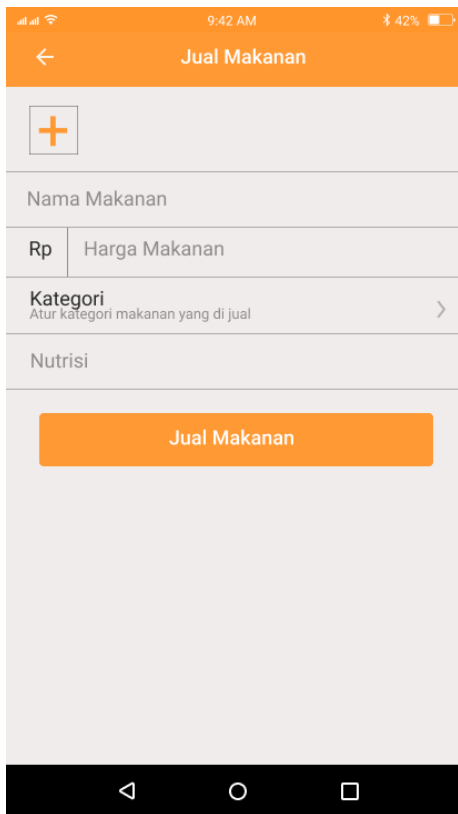 9:42 AM 42%
Jual Makanan
Nama Makanan
Rp Harga Makanan
Kategori
Atur kategori makanan yang di jual
Nutrisi
Jual Makanan